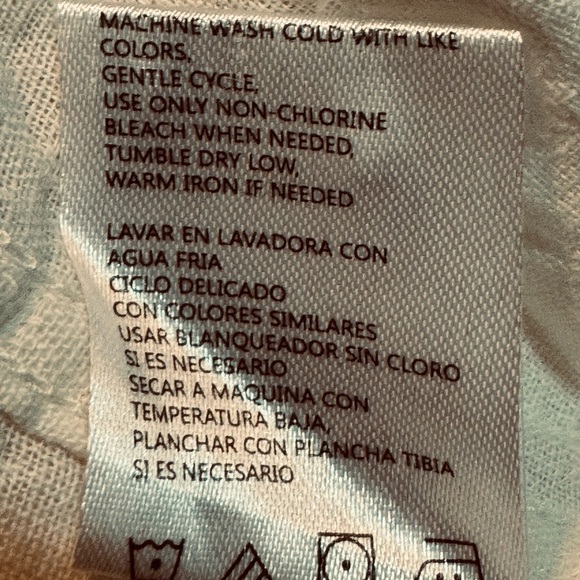 MACHINE WASH COLD WITH LIKE
COLORS,
GENTLE CYCLE,
USE ONLY NON-CHLORINE
BLEACH WHEN NEEDED,
TUMBLE DRY LOW,
WARM IRON IF NEEDED
LAVAR EN LAVADORA CON
AGUA FRIA
CICLO DELICADO
CON COLORES SIMILARES
USAR BLANQUEADOR SIN CLORO
SI ES NECESARIO
SECAR A MAQUINA CON
TEMPERATURA BAJA,
PLANCHAR CON PLANCHA TIBIA
SI ES NECESARIO